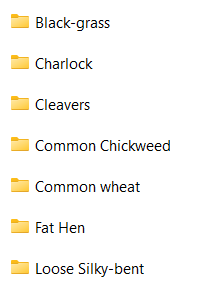 Black-grass
Charlock
Cleavers
Common Chickweed
Common wheat
Fat Hen
Loose Silky-bent